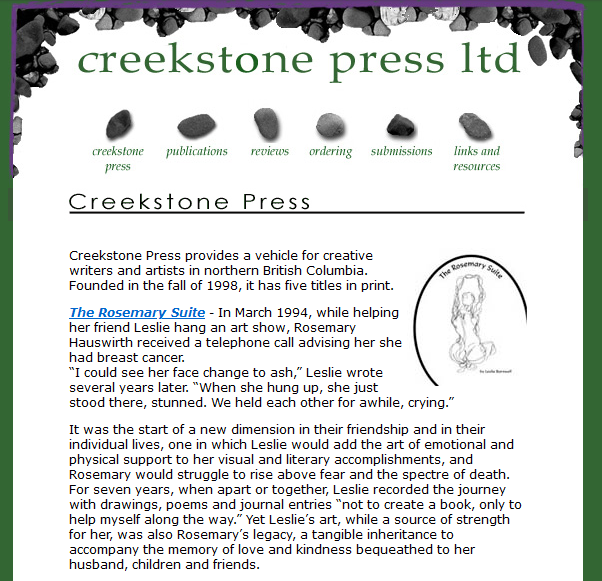 creekstone press ltd
creekstone
press
publications
reviews
ordering
submissions
links and
resources
Creekstone Press
Creekstone Press provides a vehicle for creative
writers and artists in northern British Columbia.
Founded in the fall of 1998, it has five titles in print.
The Rosemary Suite
The Rosemary Suite - In March 1994, while helping
her friend Leslie hang an art show, Rosemary
Hauswirth received a telephone call advising her she
had breast cancer.
by Leslie Barnwell
“I could see her face change to ash,” Leslie wrote
several years later. “When she hung up, she just
stood there, stunned. We held each other for awhile, crying.”
It was the start of a new dimension in their friendship and in their
individual lives, one in which Leslie would add the art of emotional and
physical support to her visual and literary accomplishments, and
Rosemary would struggle to rise above fear and the spectre of death.
For seven years, when apart or together, Leslie recorded the journey
with drawings, poems and journal entries “not to create a book, only to
help myself along the way.” Yet Leslie’s art, while a source of strength
for her, was also Rosemary’s legacy, a tangible inheritance to
accompany the memory of love and kindness bequeathed to her
husband, children and friends.